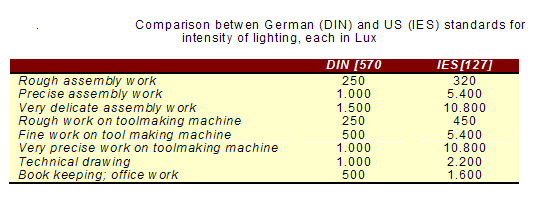 . Comparison betwen German (DIN) and US (IES) standards for
intensity of lighting, each in Lux
DIN [570 IES[127]
Rough assembly work 250 320
Precise assembly work 1.000 5.400
Very delicate assembly work 1.500 10.800
Rough work on toolmaking machine 250 450
Fine work on tool making machine 500 5.400
Very precise work on toolmaking machine 1.000 10.800
Technical drawing 1.000 2.200
Book keeping; office work 500 1.600